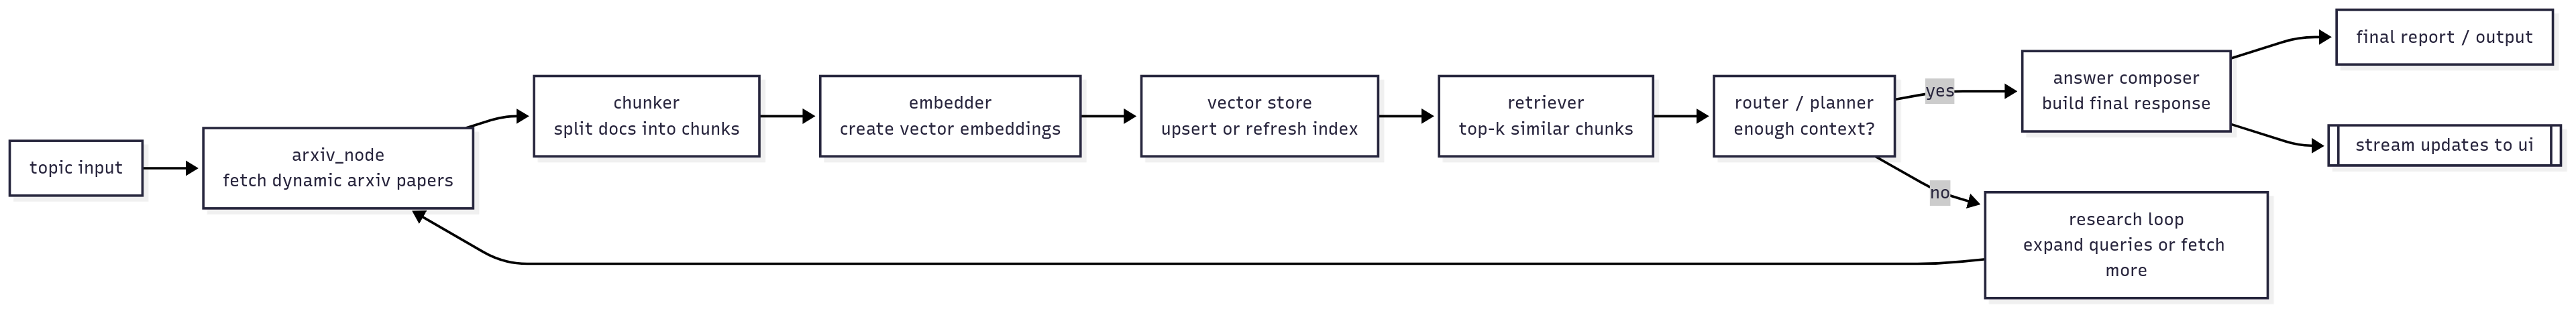 topic input
arxiv_node
fetch dynamic arxiv papers
chunker
split docs into chunks
embedder
create vector embeddings
vector store
upsert or refresh index
retriever
top-k similar chunks
router / planner
enough context?
yes
no
answer composer
build final response
research loop
expand queries or fetch
more
final report / output
stream updates to ui